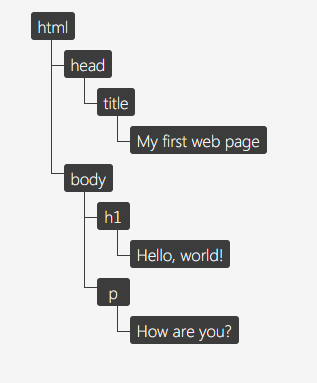 html
head
title
My first web page
body
h1
Hello, world!
p
How are you?